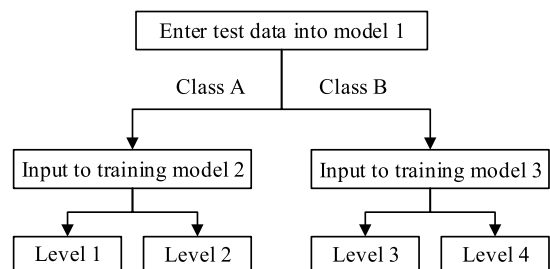 Enter test data into model 1
Class A
Class B
Input to training model 2
Input to training model 3
Level 1
Level 2
Level 3
Level 4